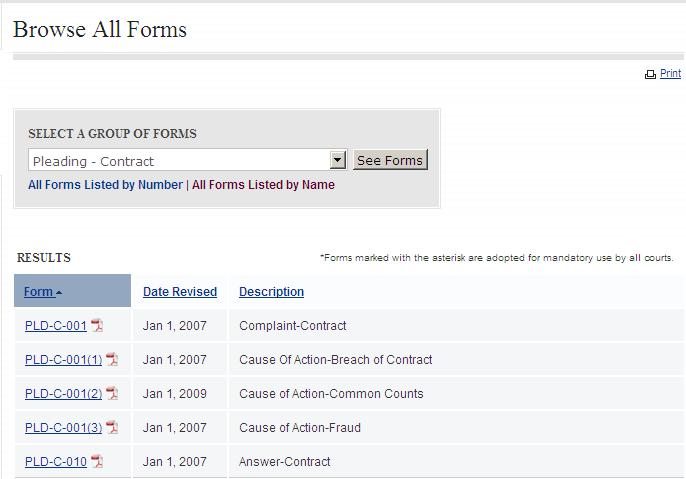 Browse All Forms
Print
SELECT A GROUP OF FORMS
Pleading - Contract See Forms
All Forms Listed by Number | All Forms Listed by Name
RESULTS *Forms marked with the asterisk are adopted for mandatory use by all courts.
Form Date Revised Description
PLD-C-001 Jan 1, 2007 Complaint-Contract
PLD-C-001(1) Jan 1, 2007 Cause Of Action-Breach of Contract
PLD-C-001(2) Jan 1, 2009 Cause of Action-Common Counts
PLD-C-001(3) Jan 1, 2007 Cause of Action-Fraud
PLD-C-010 Jan 1, 2007 Answer-Contract